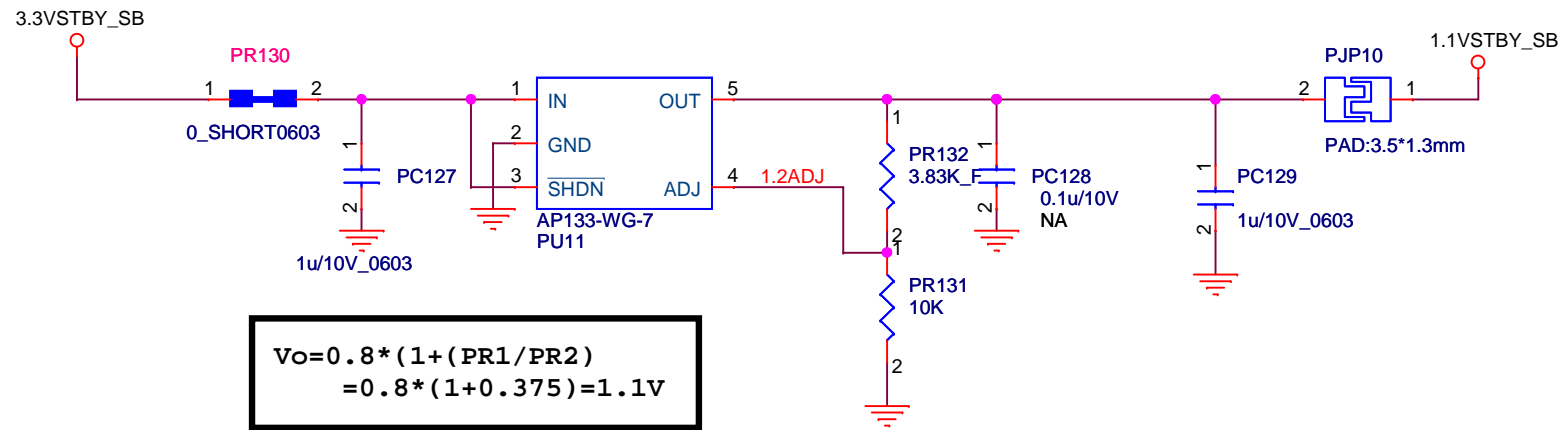 3.3VSTBY_SB
PR130
1
2
0_SHORT0603
1
PC127
2
1u/10V_0603
1
IN
OUT
5
2
GND
3
SHDN
ADJ
4
1.2ADJ
AP133-WG-7
PU11
1
PR132
3.83K_F
2
1
PR131
10K
2
1
PC128
0.1u/10V
NA
2
1
PC129
1u/10V_0603
2
PJP10
2
1
PAD:3.5*1.3mm
1.1VSTBY_SB
Vo=0.8*(1+(PR1/PR2)
=0.8*(1+0.375)=1.1V